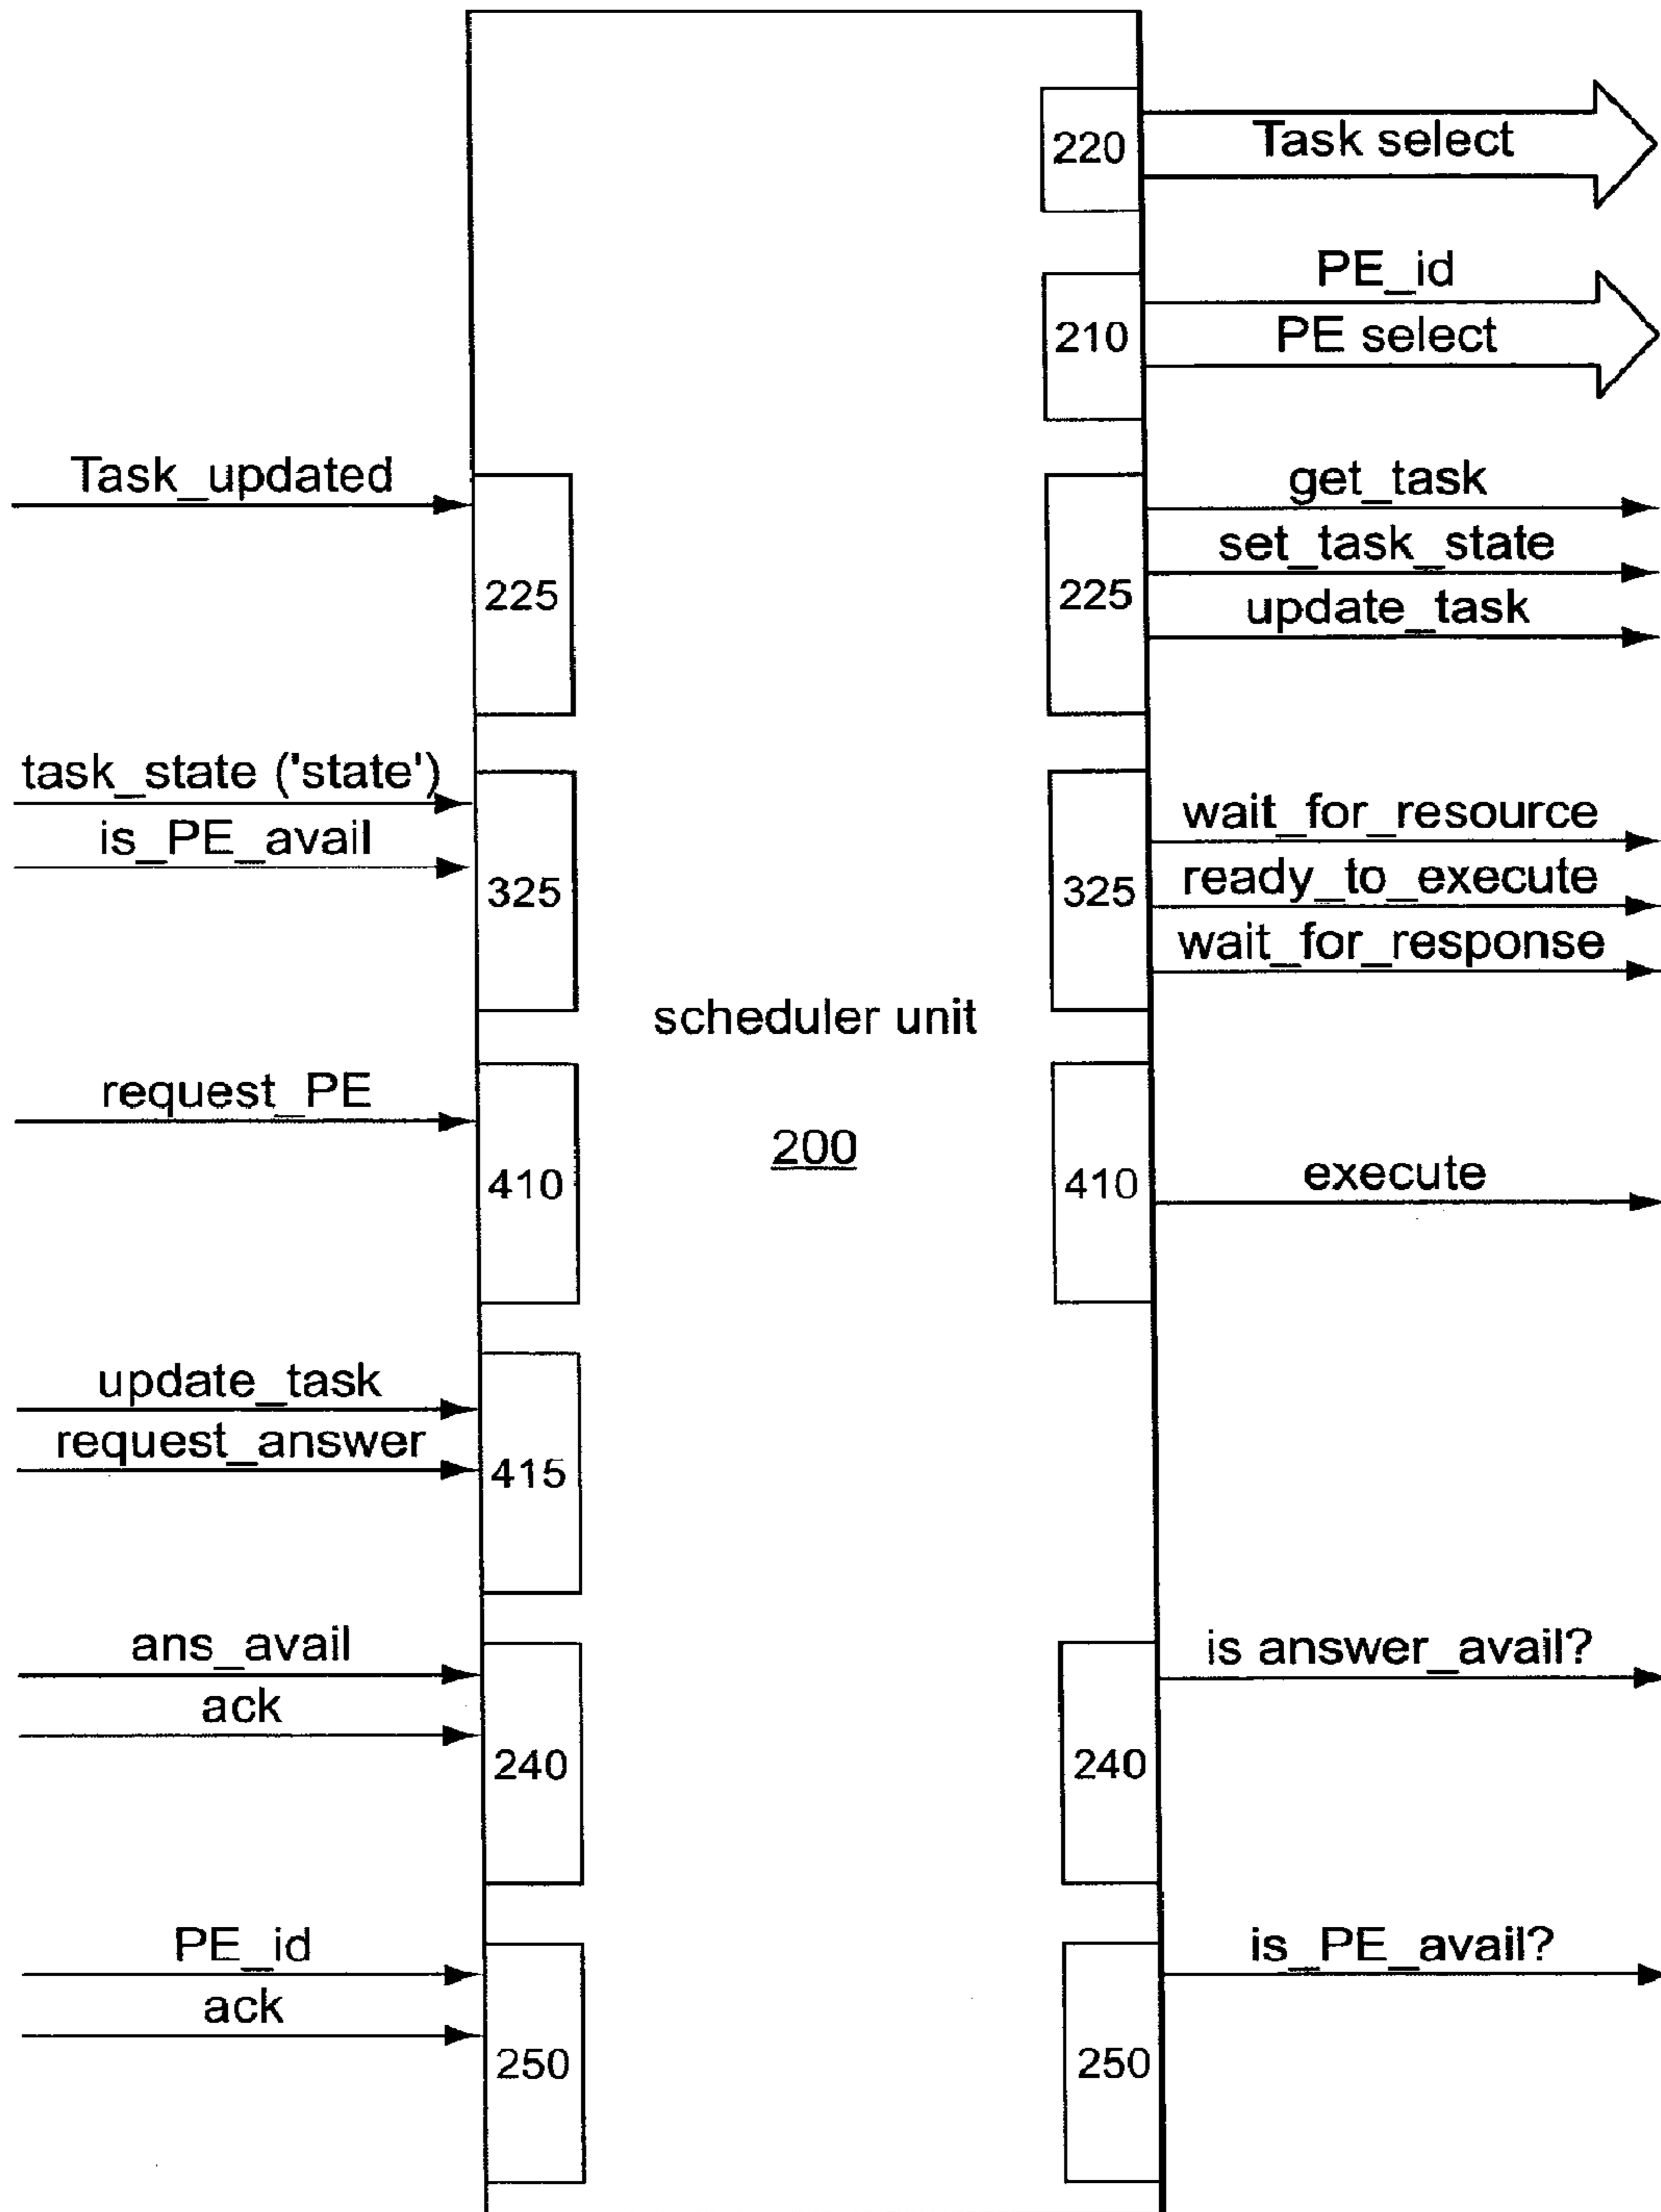 220
Task select
PE_id
210
PE select
Task_updated
225
225
get_task
set_task_state
update_task
task_state ('state')
is_PE_avail
325
325
wait_for_resource
ready_to_execute
wait_for_response
scheduler unit
200
request_PE
410
410
execute
update_task
request_answer
415
ans_avail
ack
240
240
is answer_avail?
PE_id
ack
250
250
is_PE_avail?